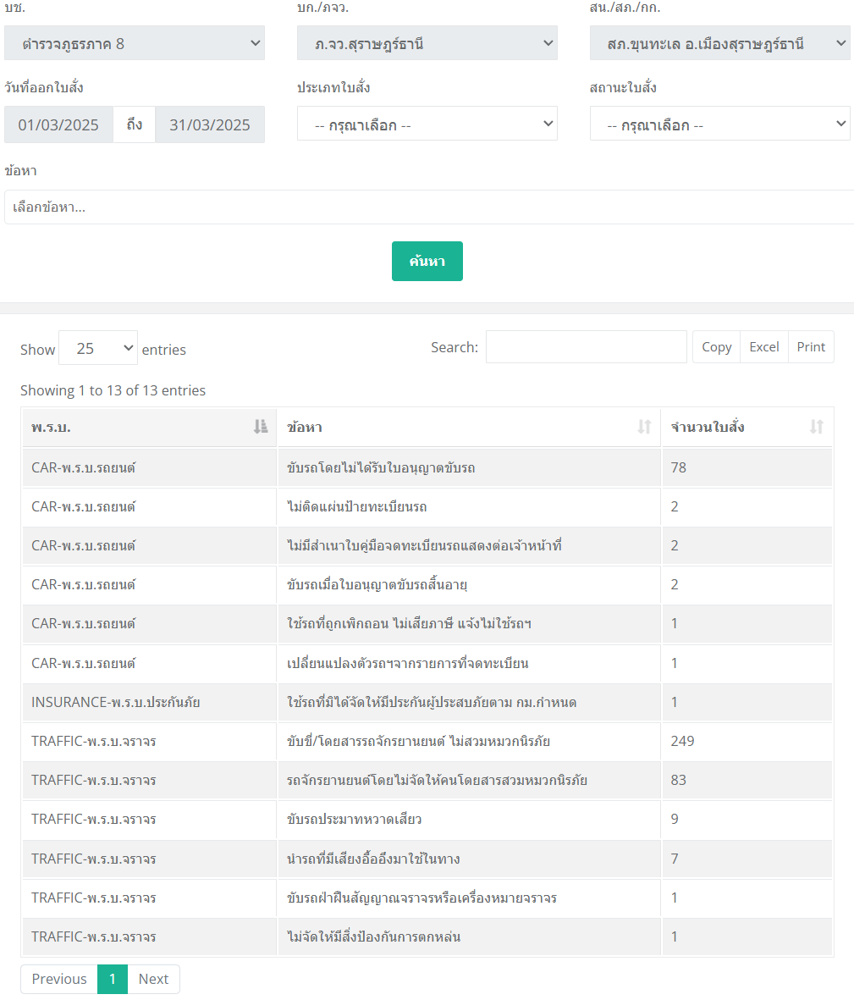 บช. บก./ภจว. สน./สภ./กก.
ตำรวจภูธรภาค 8 ภ.จว.สุราษฎร์ธานี สภ.ขุนทะเล อ.เมืองสุราษฎร์ธานี
วันที่ออกใบสั่ง ประเภทใบสั่ง สถานะใบสั่ง
01/03/2025 ถึง 31/03/2025 -- กรุณาเลือก -- -- กรุณาเลือก --
ข้อหา
เลือกข้อหา...
ค้นหา
Show 25 entries Search: Copy Excel Print
Showing 1 to 13 of 13 entries
พ.ร.บ. ข้อหา จำนวนใบสั่ง
CAR-พ.ร.บ.รถยนต์ ขับรถโดยไม่ได้รับใบอนุญาตขับรถ 78
CAR-พ.ร.บ.รถยนต์ ไม่ติดแผ่นป้ายทะเบียนรถ 2
CAR-พ.ร.บ.รถยนต์ ไม่มีสำเนาใบคู่มือจดทะเบียนรถแสดงต่อเจ้าหน้าที่ 2
CAR-พ.ร.บ.รถยนต์ ขับรถเมื่อใบอนุญาตขับรถสิ้นอายุ 2
CAR-พ.ร.บ.รถยนต์ ใช้รถที่ถูกเพิกถอน ไม่เสียภาษี แจ้งไม่ใช้รถฯ 1
CAR-พ.ร.บ.รถยนต์ เปลี่ยนแปลงตัวรถฯจากรายการที่จดทะเบียน 1
INSURANCE-พ.ร.บ.ประกันภัย ใช้รถที่มิได้จัดให้มีประกันผู้ประสบภัยตาม กม.กำหนด 1
TRAFFIC-พ.ร.บ.จราจร ขับขี่/โดยสารรถจักรยานยนต์ ไม่สวมหมวกนิรภัย 249
TRAFFIC-พ.ร.บ.จราจร รถจักรยานยนต์โดยไม่จัดให้คนโดยสารสวมหมวกนิรภัย 83
TRAFFIC-พ.ร.บ.จราจร ขับรถประมาทหวาดเสียว 9
TRAFFIC-พ.ร.บ.จราจร นำรถที่มีเสียงอื้ออึงมาใช้ในทาง 7
TRAFFIC-พ.ร.บ.จราจร ขับรถฝ่าฝืนสัญญาณจราจรหรือเครื่องหมายจราจร 1
TRAFFIC-พ.ร.บ.จราจร ไม่จัดให้มีสิ่งป้องกันการตกหล่น 1
Previous 1 Next